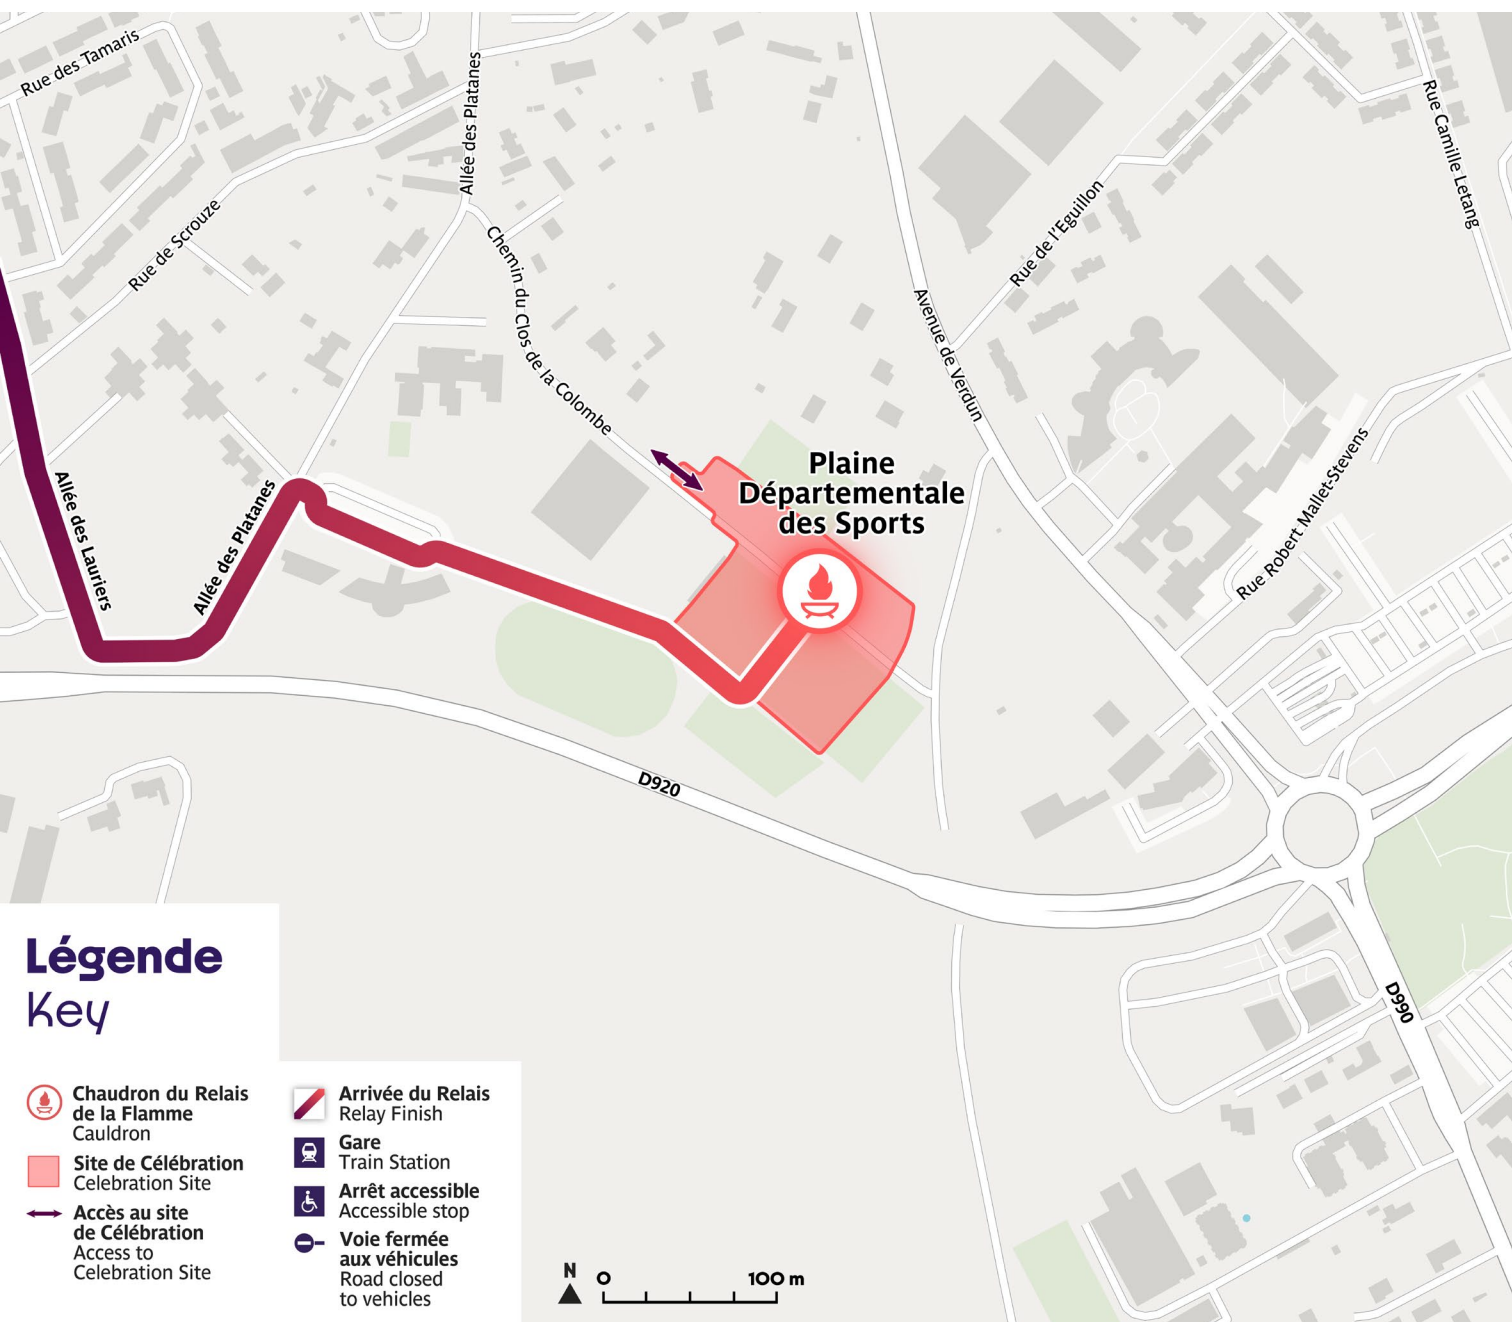 Rue des Tamaris
Allée des Platanes
Rue Camille Letang
Rue de Scrouze
Rue de l'Eguillon
Chemin du Clos de la Colombe
Avenue de Verdun
Plaine
Départementale
des Sports
Rue Robert Mallet-Stevens
Allée des Lauriers
Allée des Platanes
D920
D990
Légende
Key
Chaudron du Relais
de la Flamme
Cauldron
Site de Célébration
Celebration Site
Accès au site
de Célébration
Access to
Celebration Site
Arrivée du Relais
Relay Finish
Gare
Train Station
Arrêt accessible
Accessible stop
Voie fermée
aux véhicules
Road closed
to vehicles
N
0
100 m